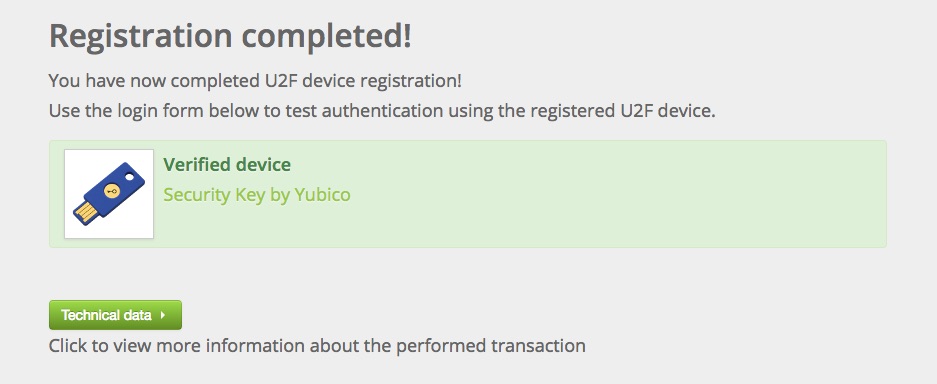 Registration completed!
You have now completed U2F device registration!
Use the login form below to test authentication using the registered U2F device.
Verified device
Security Key by Yubico
Technical data
Click to view more information about the performed transaction